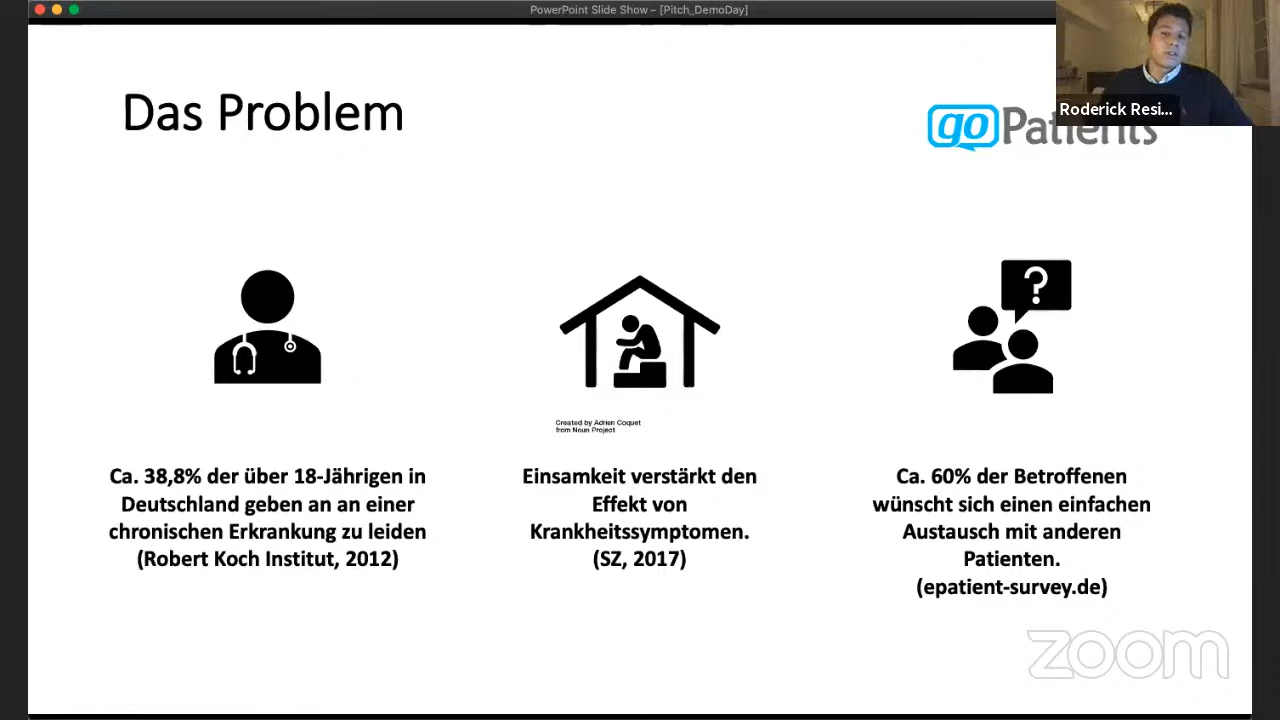 PowerPoint Slide Show – [Pitch_DemoDay]
Das Problem
goPatients
Roderick Resi...
Created by Adrien Coquet
from Noun Project
Ca. 38,8% der über 18-Jährigen in
Deutschland geben an an einer
chronischen Erkrankung zu leiden
(Robert Koch Institut, 2012)
Einsamkeit verstärkt den
Effekt von
Krankheitssymptomen.
(SZ, 2017)
Ca. 60% der Betroffenen
wünscht sich einen einfachen
Austausch mit anderen
Patienten.
(epatient-survey.de)
zoom